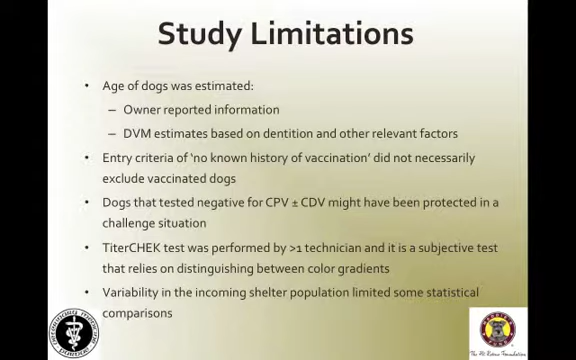 Study Limitations
• Age of dogs was estimated:
– Owner reported information
– DVM estimates based on dentition and other relevant factors
• Entry criteria of 'no known history of vaccination' did not necessarily
exclude vaccinated dogs
• Dogs that tested negative for CPV ± CDV might have been protected in a
challenge situation
• TiterCHEK test was performed by >1 technician and it is a subjective test
that relies on distinguishing between color gradients
• Variability in the incoming shelter population limited some statistical
comparisons